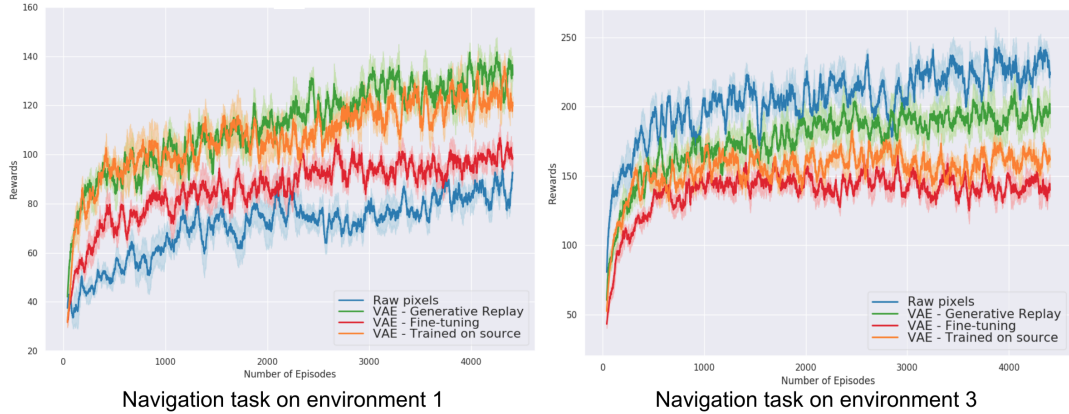 160
140
120
100
80
60
40
20
Rewards
0
1000
2000
3000
4000
Number of Episodes
Raw pixels
VAE - Generative Replay
VAE - Fine-tuning
VAE - Trained on source
Navigation task on environment 1
250
200
150
100
50
Rewards
0
1000
2000
3000
4000
Number of Episodes
Raw pixels
VAE - Generative Replay
VAE - Fine-tuning
VAE - Trained on source
Navigation task on environment 3